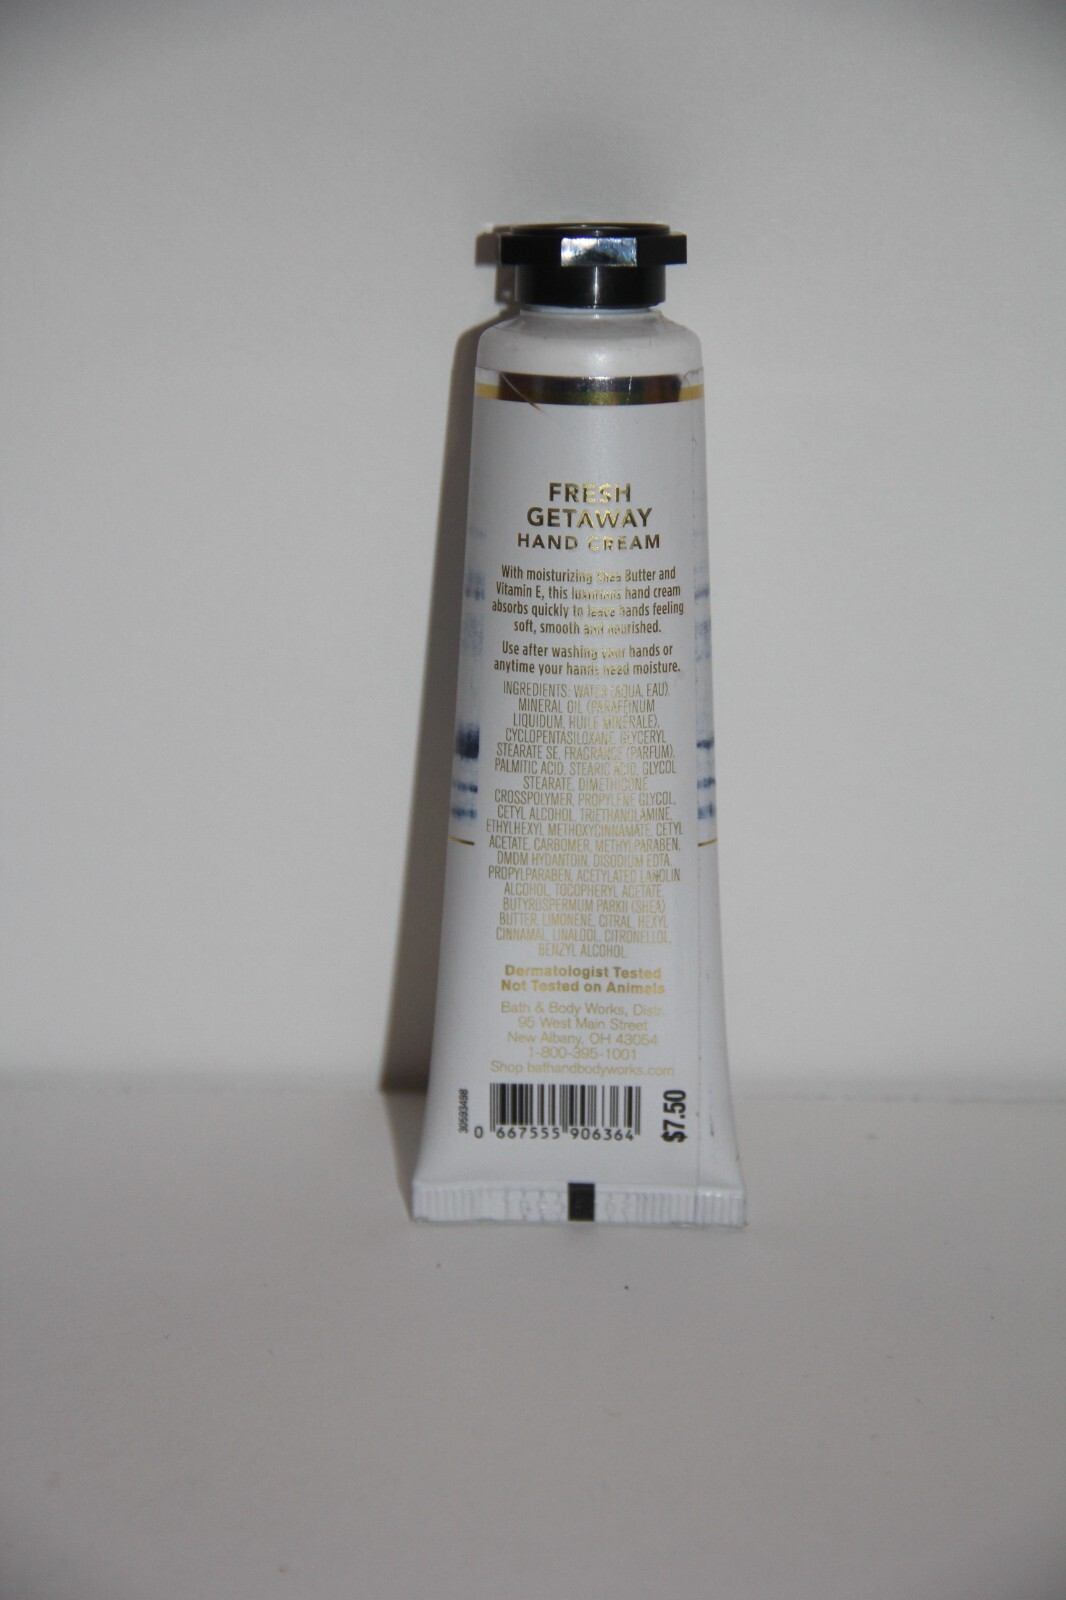 FRESH
GETAWAY
HAND CREAM
With moisturizing Shea Butter and
Vitamin E, this luxurious hand cream
absorbs quickly to leave hands feeling
soft, smooth and nourished.
Use after washing your hands or
anytime your hands need moisture.
INGREDIENTS: WATER (AQUA, EAU),
MINERAL OIL (PARAFFINUM
LIQUIDUM, HUILE MINÉRALE),
CYCLOPENTASILOXANE, GLYCERYL
STEARATE SE, FRAGRANCE (PARFUM),
PALMITIC ACID, STEARIC ACID, GLYCOL
STEARATE, DIMETHICONE
CROSSPOLYMER, PROPYLENE GLYCOL,
CETYL ALCOHOL, TRIETHANOLAMINE,
ETHYLHEXYL METHOXYCINNAMATE, CETYL
ACETATE, CARBOMER, METHYLPARABEN,
DMDM HYDANTOIN, DISODIUM EDTA,
PROPYLPARABEN, ACETYLATED LANOLIN
ALCOHOL, TOCOPHERYL ACETATE,
BUTYROSPERMUM PARKII (SHEA)
BUTTER, LIMONENE, CITRAL, HEXYL
CINNAMAL, LINALOOL, CITRONELLOL,
BENZYL ALCOHOL.
Dermatologist Tested
Not Tested on Animals
Bath & Body Works, Distr.
95 West Main Street
New Albany, OH 43054
1-800-395-1001
Shop bathandbodyworks.com
30593498
0 667555 906364
$7.50